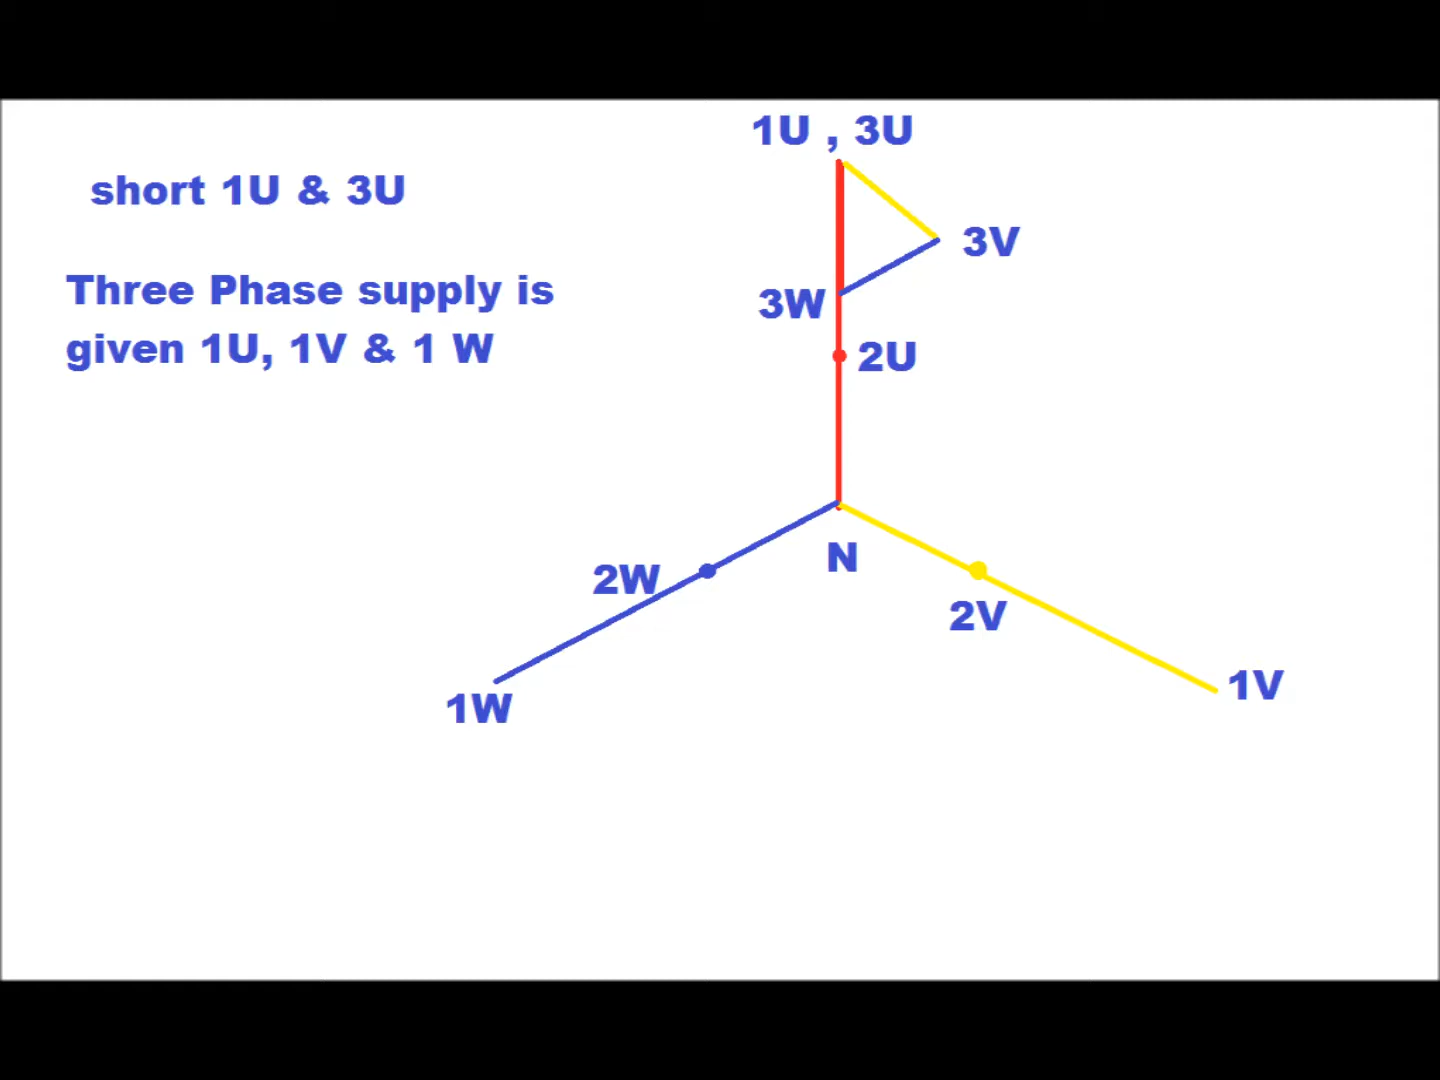 1U , 3U
short 1U & 3U
3V
Three Phase supply is
given 1U, 1V & 1 W
3W
2U
N
2W
2V
1V
1W